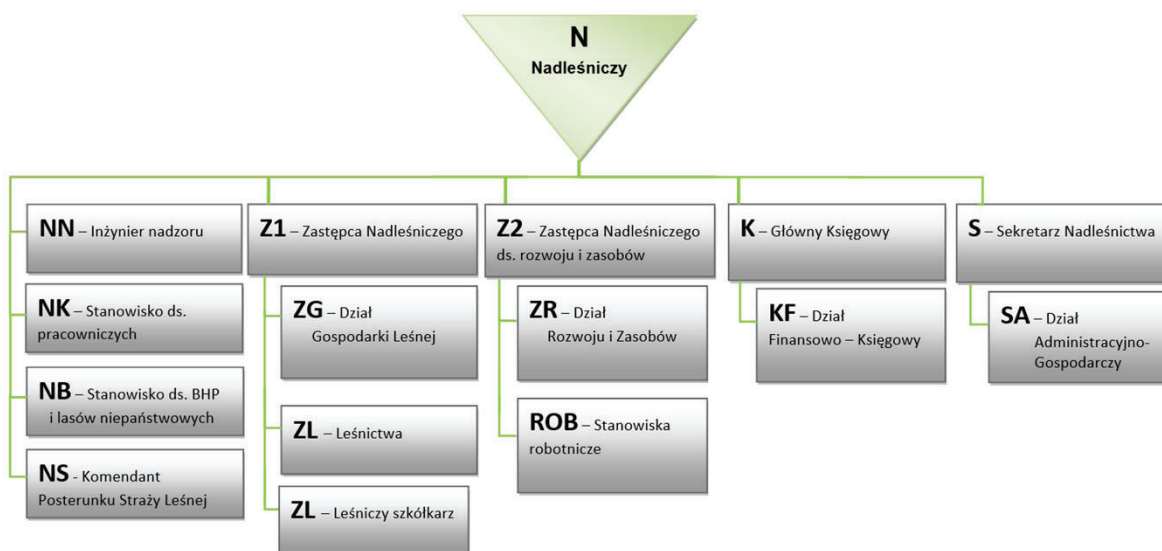 N
Nadleśniczy
NN – Inżynier nadzoru
NK – Stanowisko ds.
pracowniczych
NB – Stanowisko ds. BHP
i lasów niepaństwowych
NS - Komendant
Posterunku Straży Leśnej
Z1 – Zastępca Nadleśniczego
ZG – Dział
Gospodarki Leśnej
ZL – Leśnictwa
ZL – Leśniczy szkółkarz
Z2 – Zastępca Nadleśniczego
ds. rozwoju i zasobów
ZR – Dział
Rozwoju i Zasobów
ROB – Stanowiska
robotnicze
K – Główny Księgowy
KF – Dział
Finansowo – Księgowy
S – Sekretarz Nadleśnictwa
SA – Dział
Administracyjno-
Gospodarczy